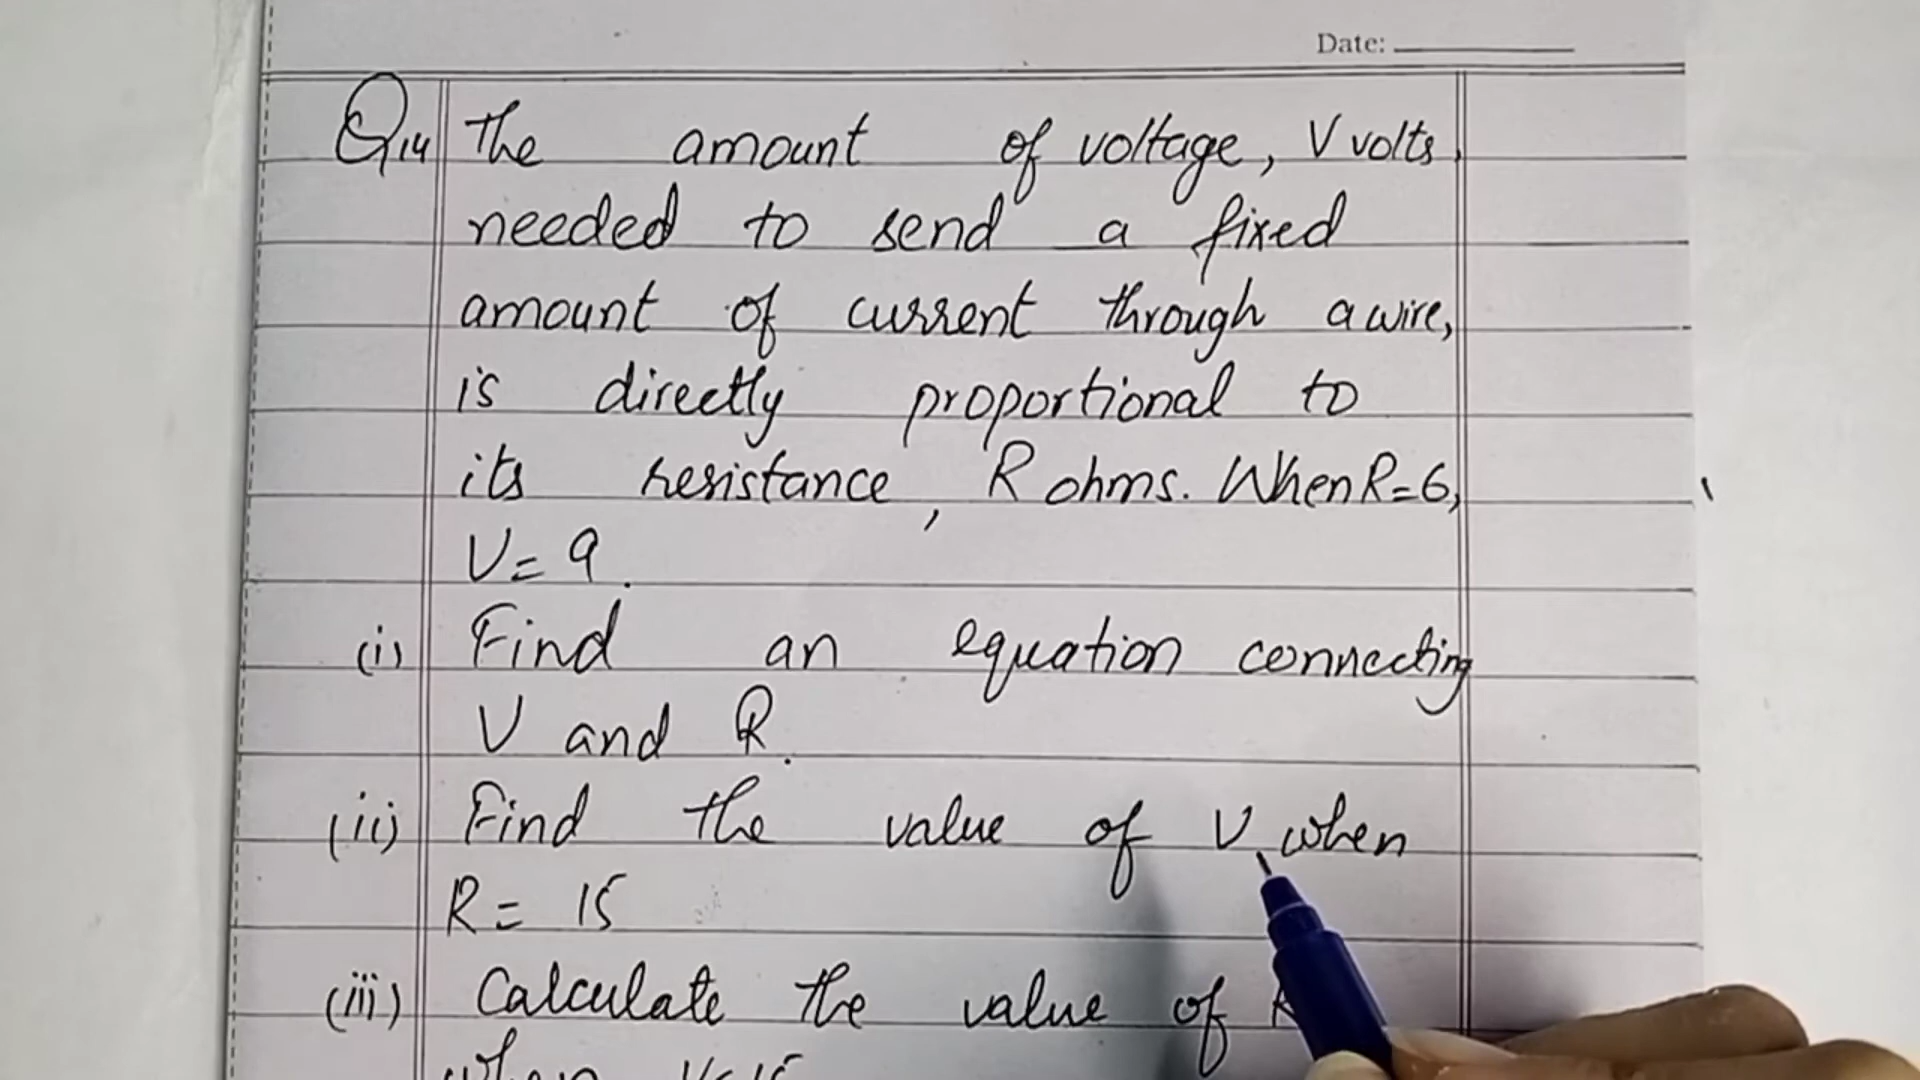 Date:
Q14 The amount of voltage, V volts,
needed to send a fixed
amount of current through a wire,
is directly proportional to
its resistance, R ohms. When R=6,
V= 9.
(i) Find an equation connecting
V and R.
(ii) Find the value of V, when
R= 15
(iii) Calculate the value of R
when V=15